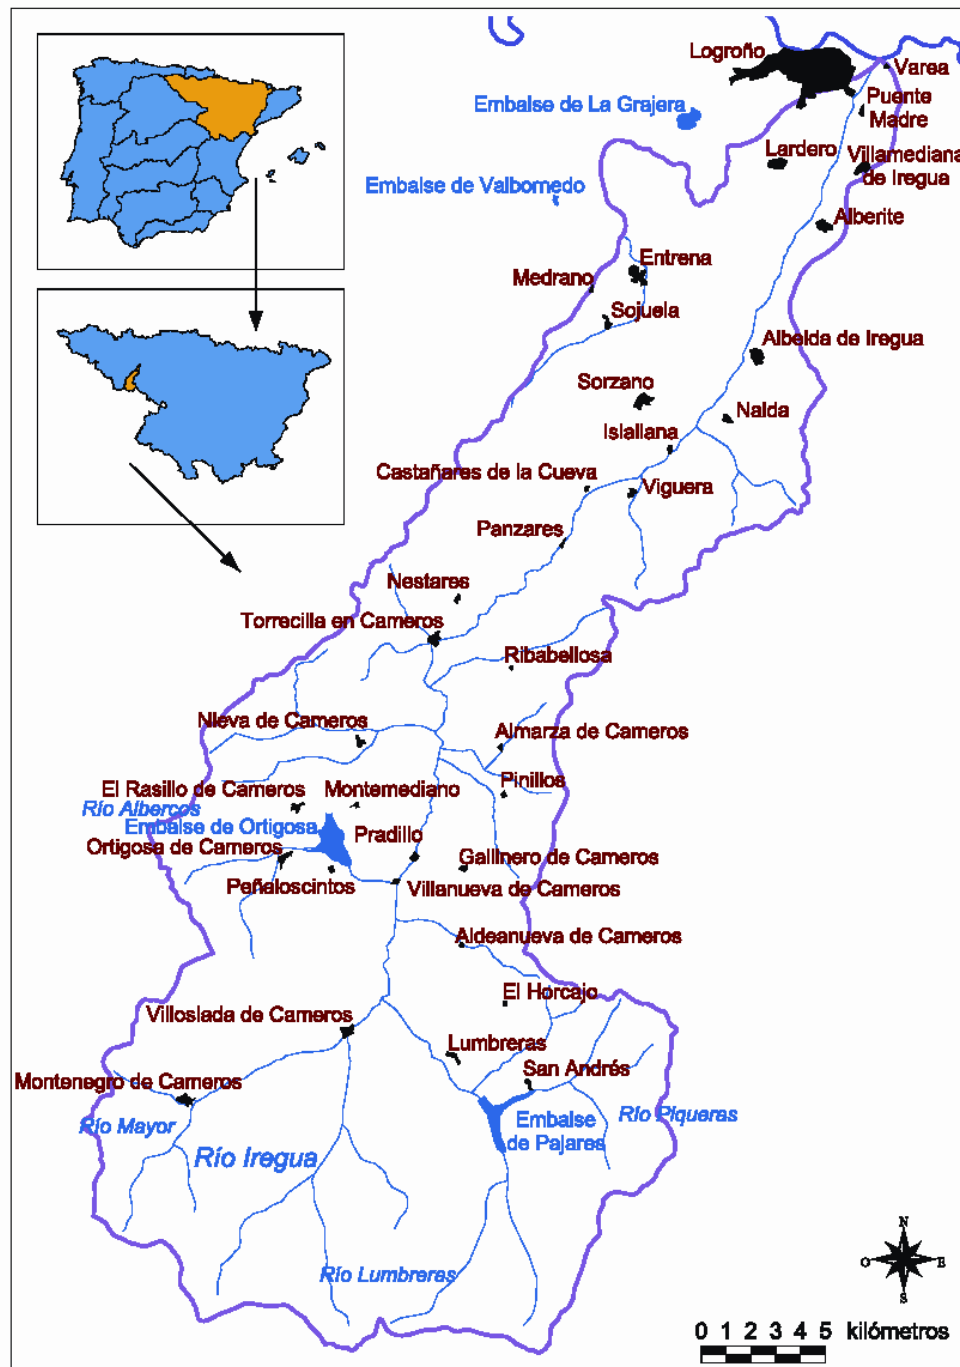 Logroño
Varea
Embalse de La Grajera
Puente
Madre
Lardero
Villamediana
de Iregua
Embalse de Valbornedo
Alberite
Entrena
Medrano
Sojuela
Albelda de Iregua
Sorzano
Nalda
Islallana
Castañares de la Cueva
Viguera
Panzares
Nestares
Torrecilla en Cameros
Ribabellosa
Nieva de Cameros
Almarza de Cameros
Pinillos
El Rasillo de Cameros
Montemediano
Río Albercos
Embalse de Ortigosa
Pradillo
Ortigosa de Cameros
Gallinero de Cameros
Peñaloscintos
Villanueva de Cameros
Aldeanueva de Cameros
El Horcajo
Villoslada de Cameros
Lumbreras
San Andrés
Montenegro de Cameros
Río Mayor
Embalse
de Pajares
Río Piqueras
Río Iregua
Río Lumbreras
N
O
E
S
0 1 2 3 4 5 kilómetros